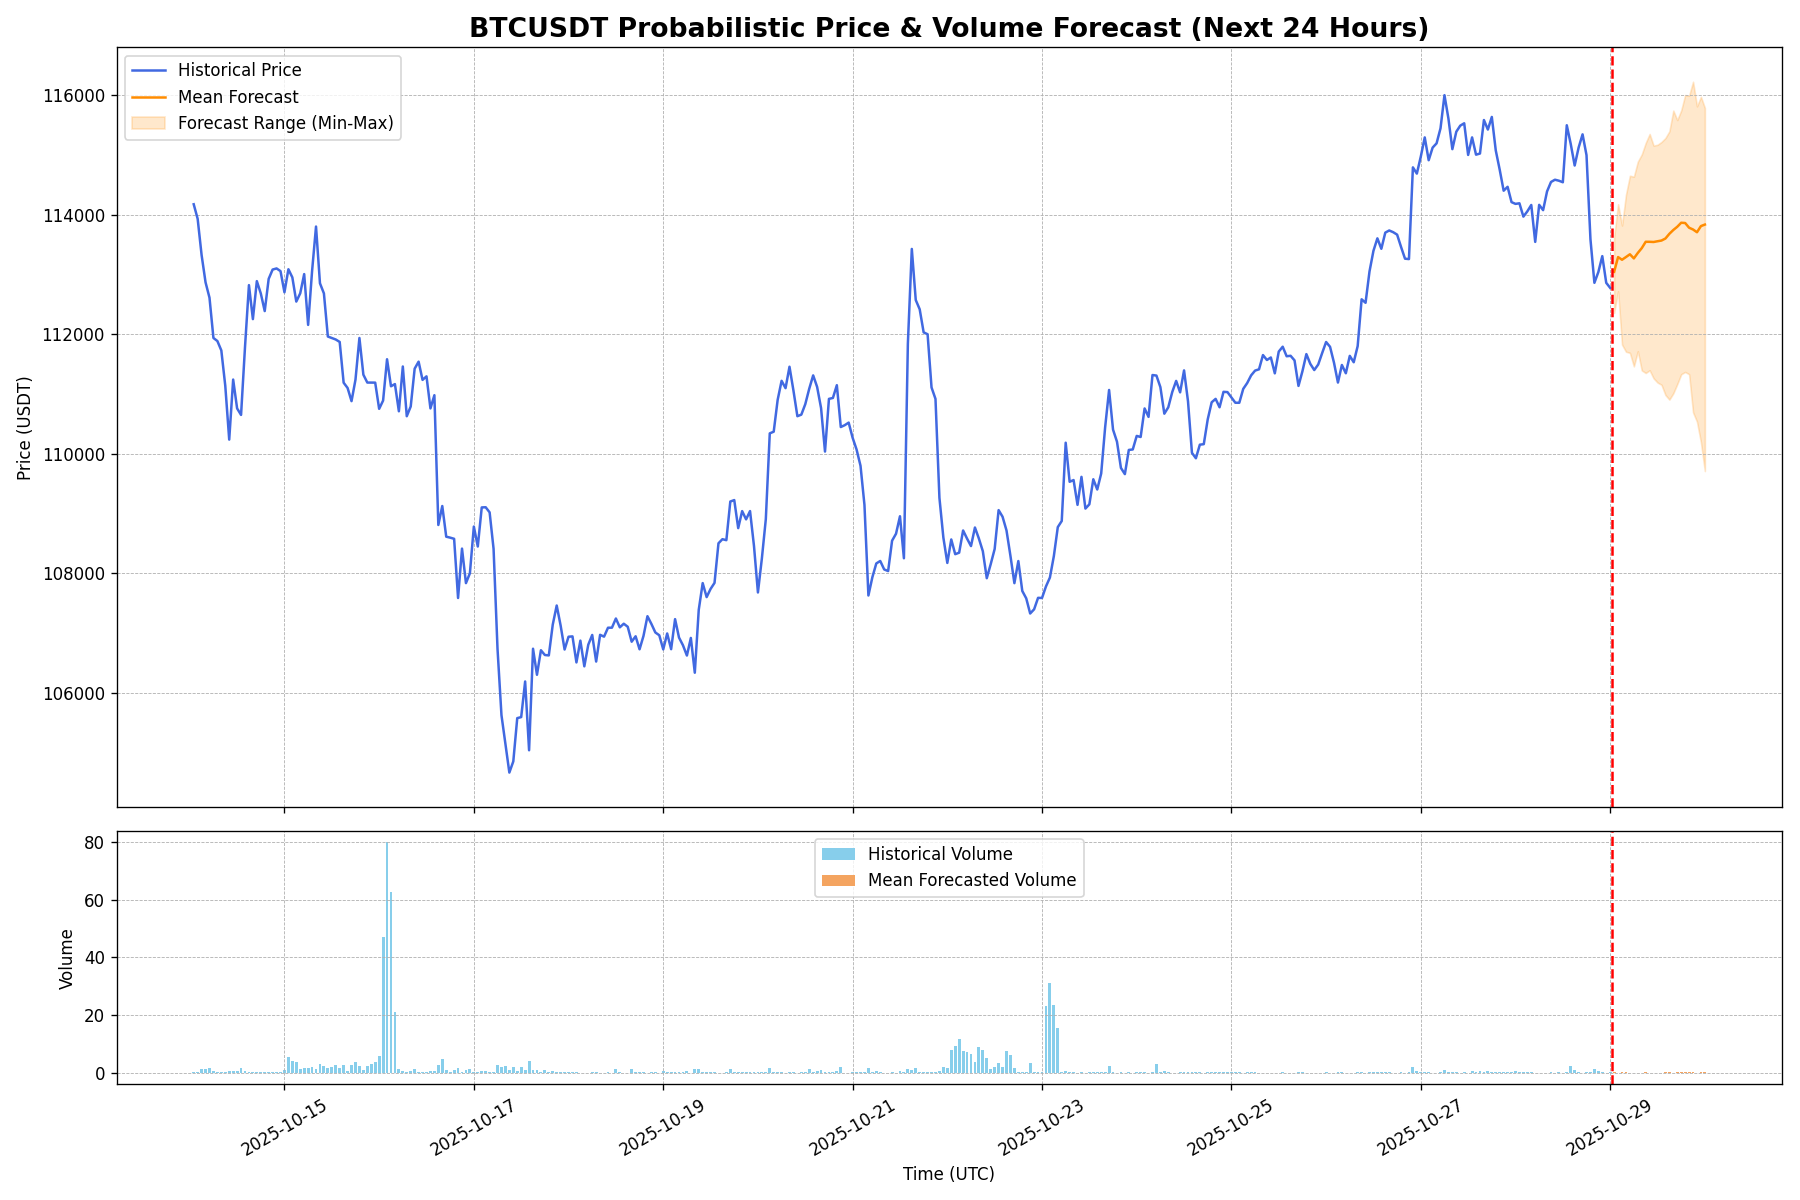 BTCUSDT Probabilistic Price & Volume Forecast (Next 24 Hours)
Historical Price
Mean Forecast
Forecast Range (Min-Max)
116000
114000
112000
110000
108000
106000
Price (USDT)
Historical Volume
Mean Forecasted Volume
80
60
40
20
0
Volume
2025-10-15
2025-10-17
2025-10-19
2025-10-21
2025-10-23
2025-10-25
2025-10-27
2025-10-29
Time (UTC)